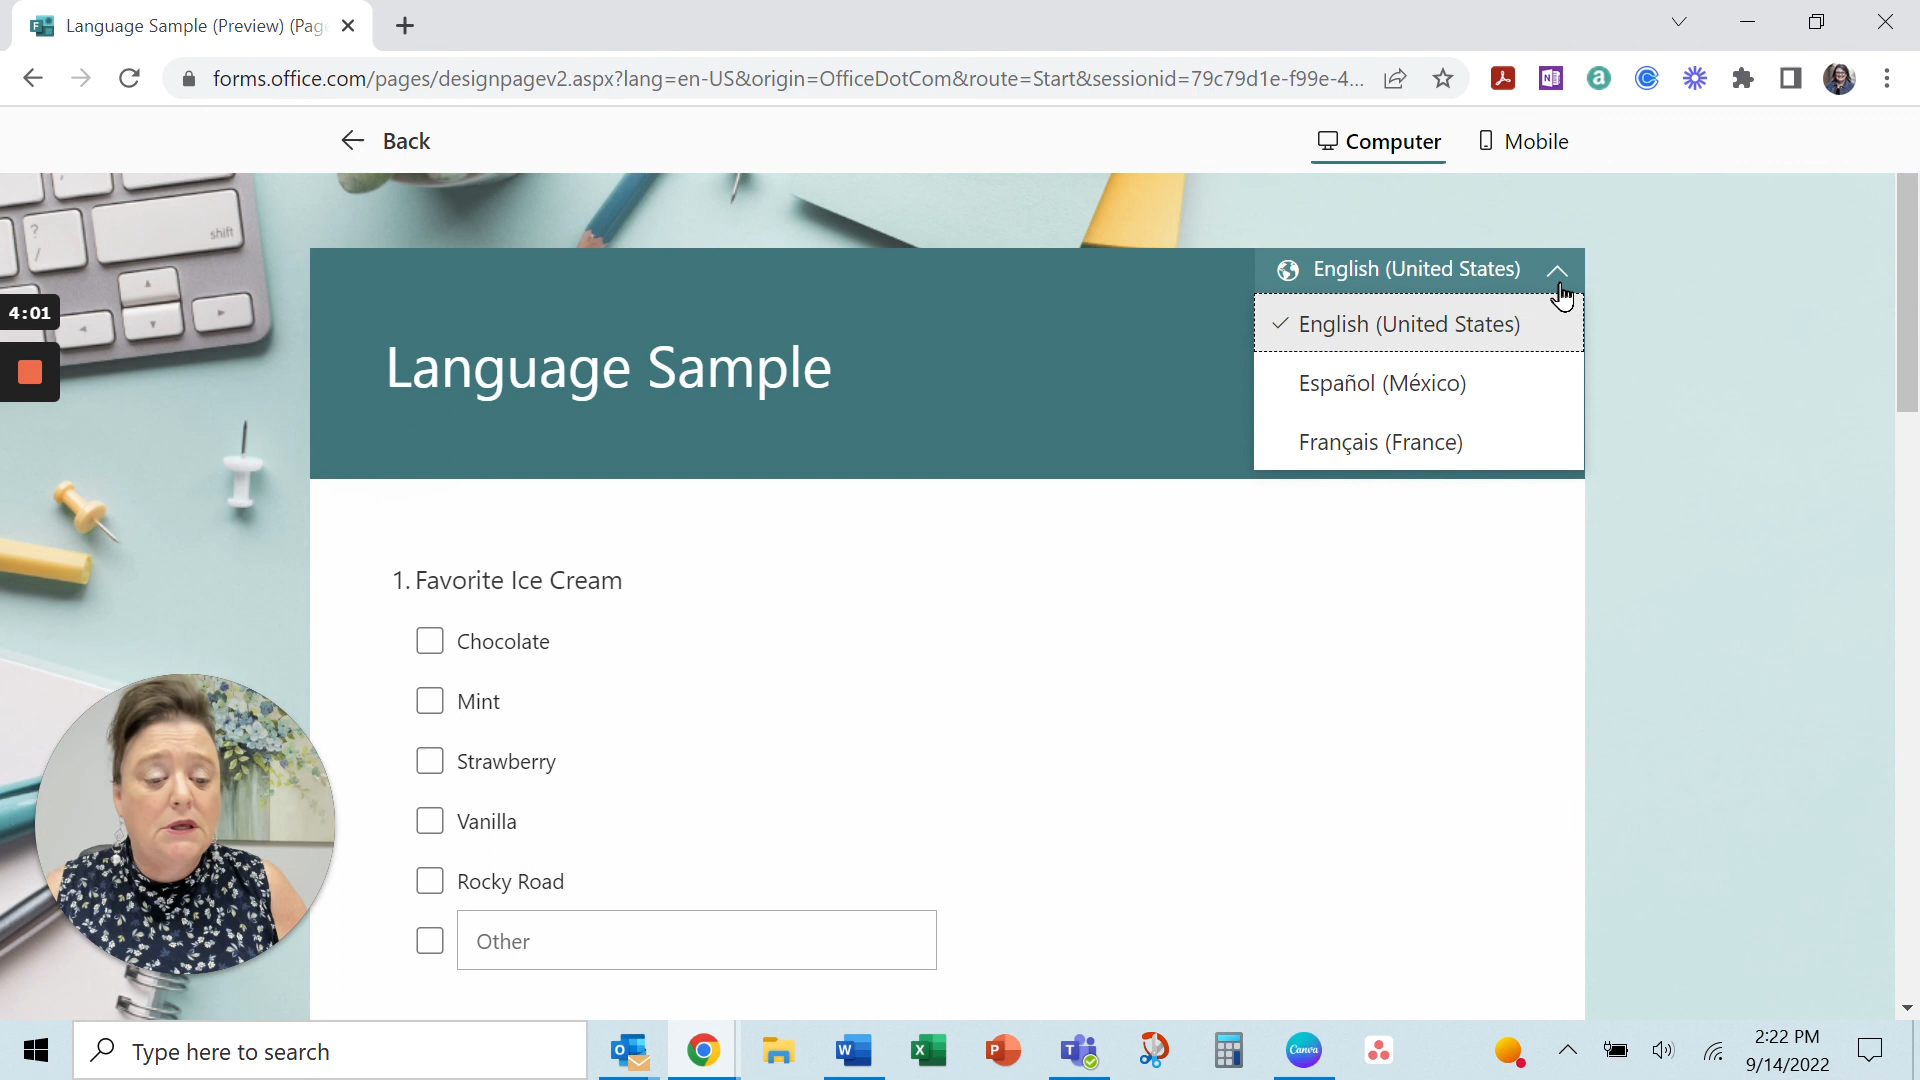 Language Sample (Preview) (Pag
forms.office.com/pages/designpagev2.aspx?lang=en-US&origin=OfficeDotCom&route=Start&sessionid=79c79d1e-f99e-4...
Back
Computer
Mobile
?
/
shift
English (United States)
4:01
English (United States)
Español (México)
Français (France)
Language Sample
1. Favorite Ice Cream
Chocolate
Mint
Strawberry
Vanilla
Rocky Road
Other
Type here to search
Canva
2:22 PM
9/14/2022